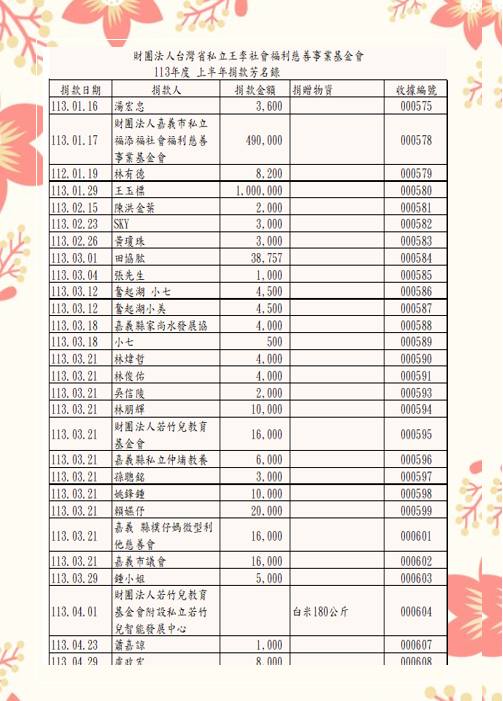 財團法人台灣省私立王李社會福利慈善事業基金會
113年度 上半年捐款芳名錄
捐款日期 捐款人 捐款金額 捐贈物資 收據編號
113.01.16 湯宏忠 3,600 000575
113.01.17 財團法人嘉義市私立
福添福社會福利慈善
事業基金會 490,000 000578
112.01.19 林有德 8,200 000579
113.01.29 王玉櫟 1,000,000 000580
113.02.15 陳洪金葉 2,000 000581
113.02.23 SKY 3,000 000582
113.02.26 黃瓊珠 3,000 000583
113.03.01 田協紘 38,757 000584
113.03.04 張先生 1,000 000585
113.03.12 奮起湖 小七 4,500 000586
113.03.12 奮起湖小美 4,500 000587
113.03.18 嘉義縣家尚水發展協 4,000 000588
113.03.18 小七 500 000589
113.03.21 林煒哲 4,000 000590
113.03.21 林俊佑 4,000 000591
113.03.21 吳信陵 2,000 000593
113.03.21 林朋輝 10,000 000594
113.03.21 財團法人若竹兒教育
基金會 16,000 000595
113.03.21 嘉義縣私立仲埔教養 6,000 000596
113.03.21 孫聰銘 3,000 000597
113.03.21 姚鋒鍾 10,000 000598
113.03.21 賴嬿伃 20,000 000599
113.03.21 嘉義 縣樸仔媽微型利
他慈善會 16,000 000601
113.03.21 嘉義市議會 16,000 000602
113.03.29 鍾小姐 5,000 000603
113.04.01 財團法人若竹兒教育
基金會附設私立若竹
兒智能發展中心 白米180公斤 000604
113.04.23 蕭嘉諒 1,000 000607
113.04.29 8,000 000608